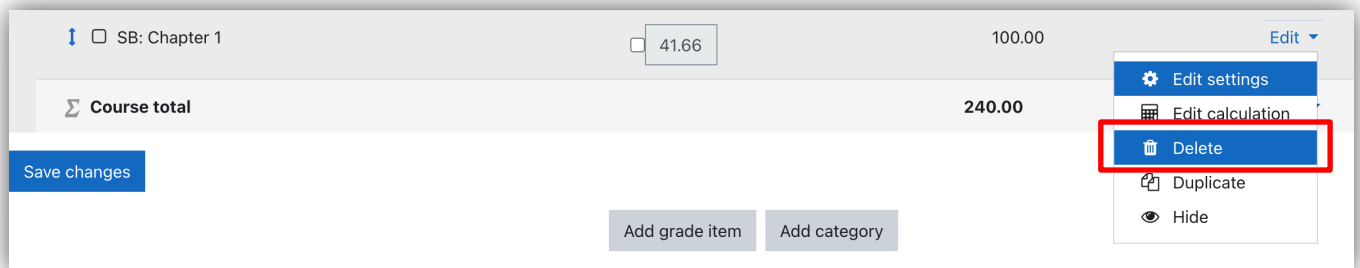 SB: Chapter 1 41.66 100.00 Edit
Edit settings
Σ Course total 240.00
Edit calculation
Delete
Save changes
Duplicate
Hide
Add grade item Add category